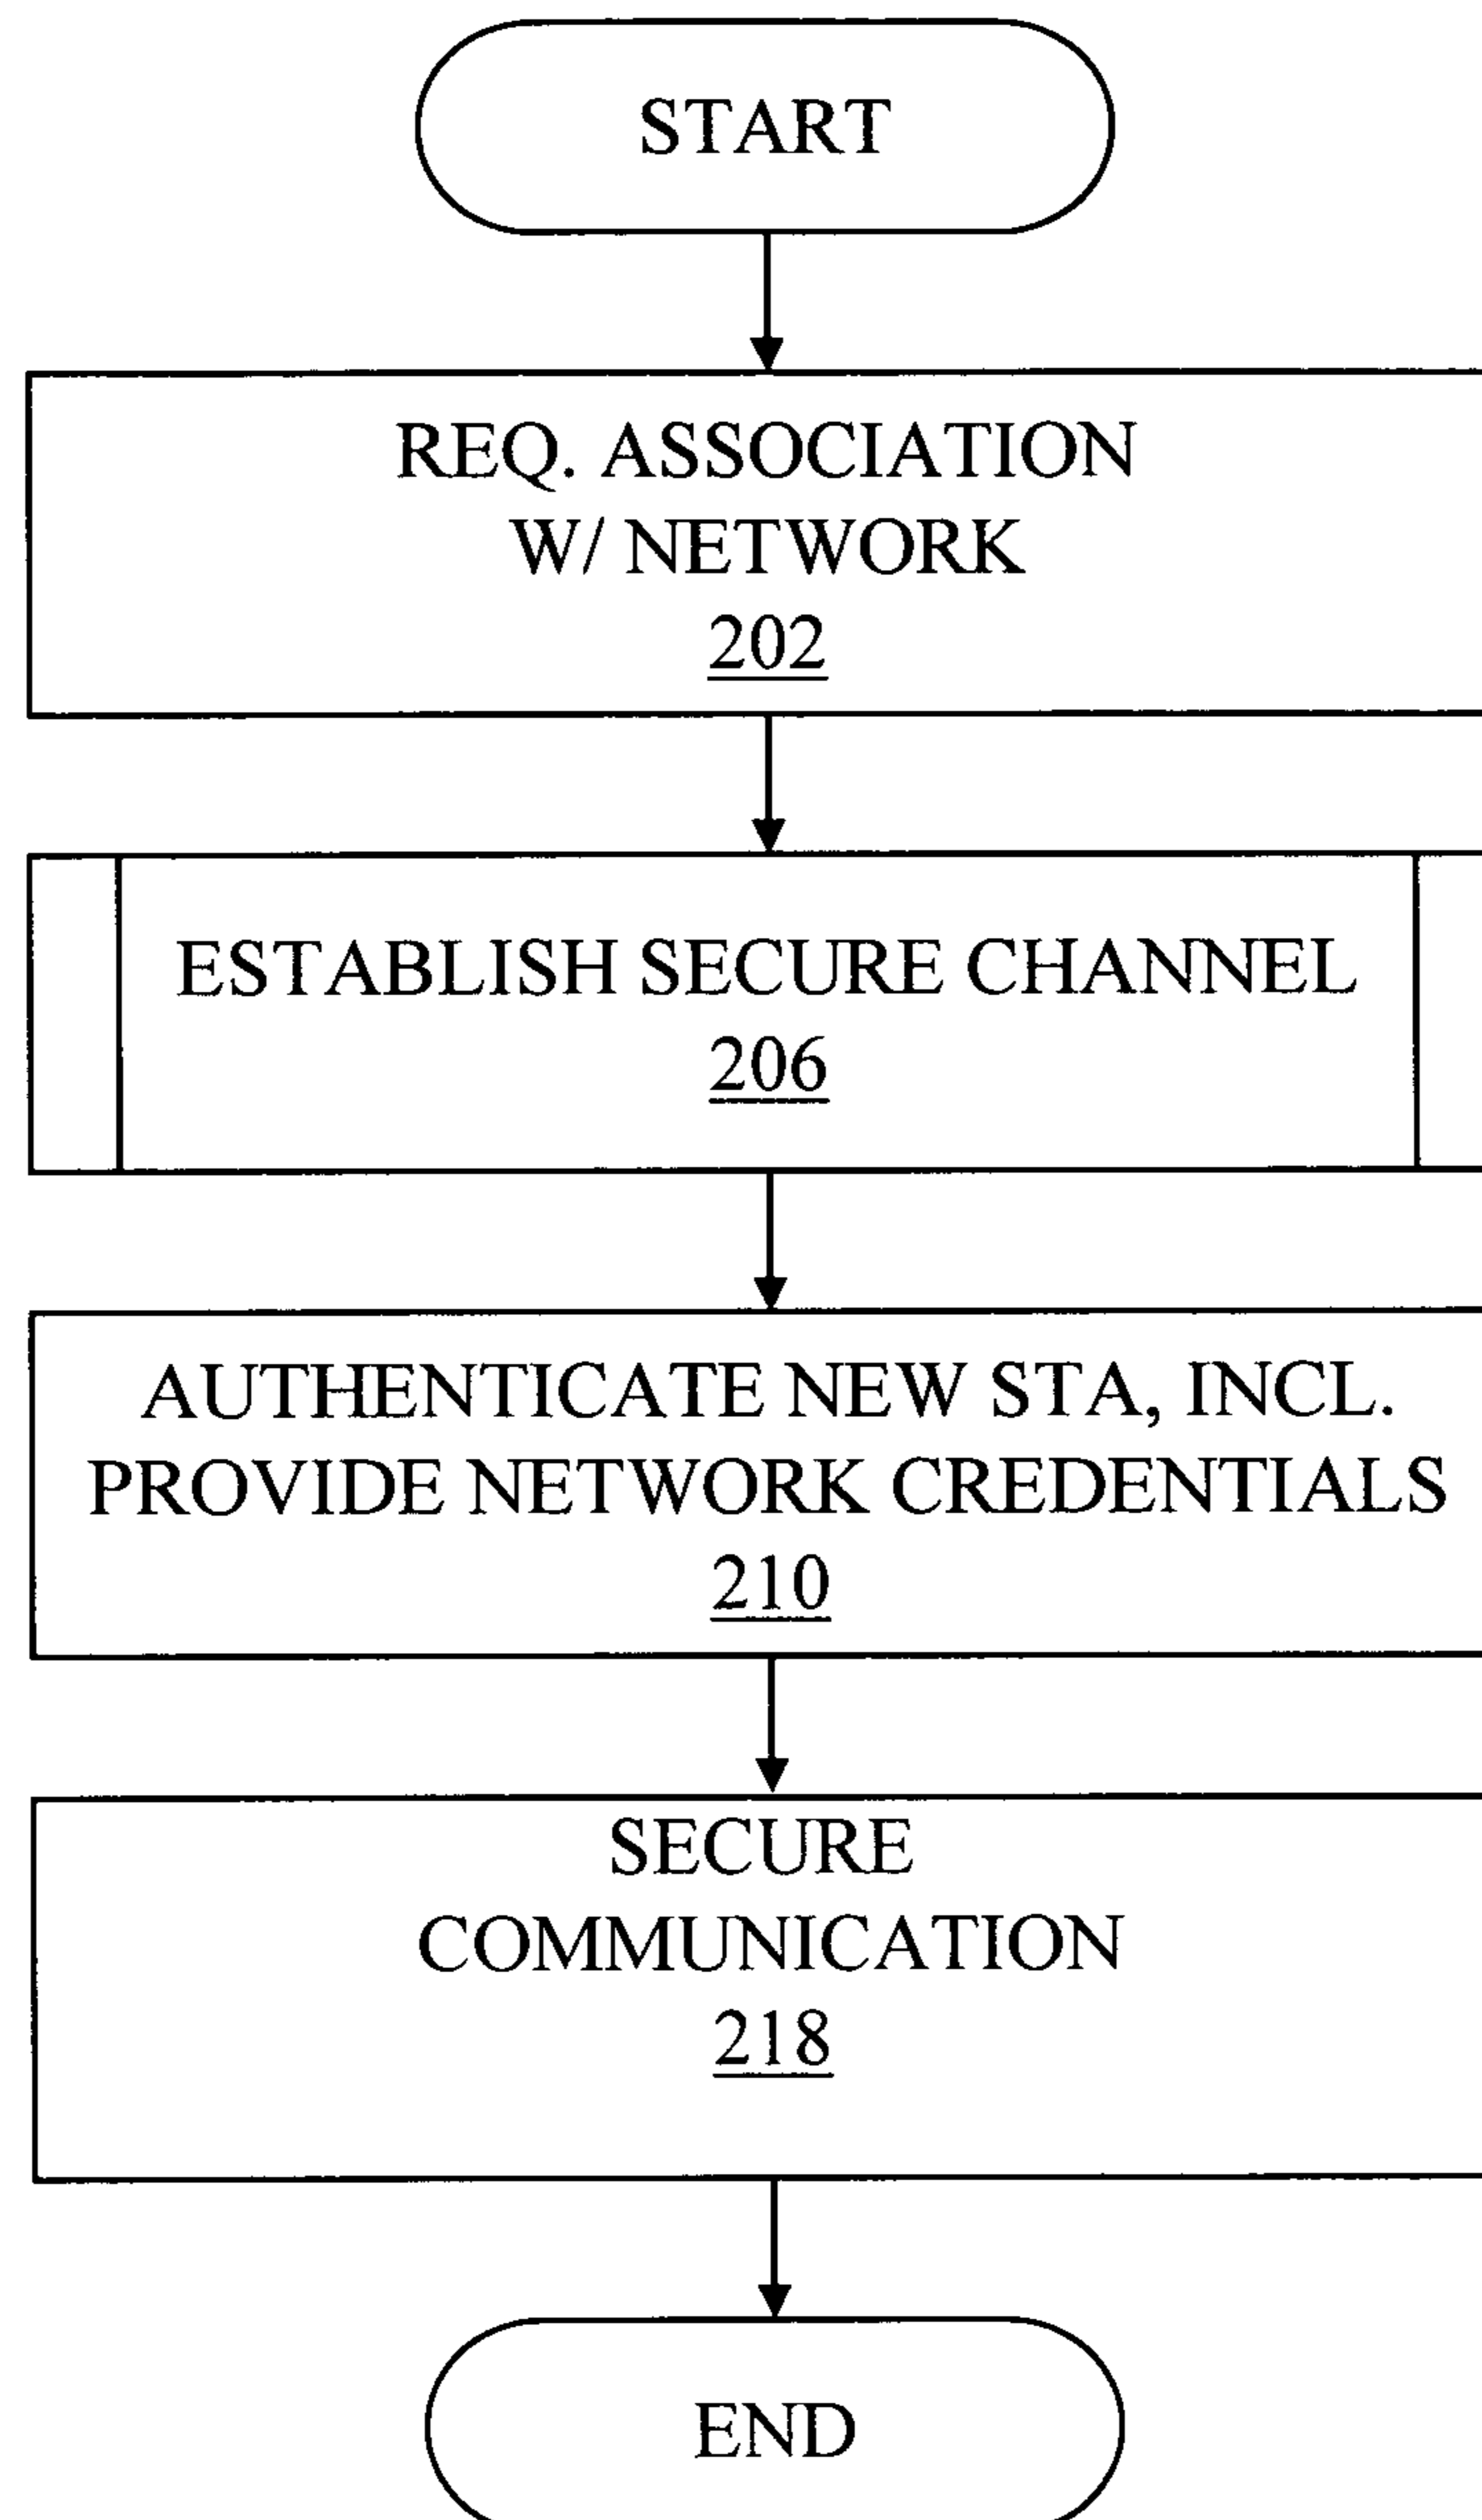 START
REQ. ASSOCIATION
W/ NETWORK
202
ESTABLISH SECURE CHANNEL
206
AUTHENTICATE NEW STA, INCL.
PROVIDE NETWORK CREDENTIALS
210
SECURE
COMMUNICATION
218
END